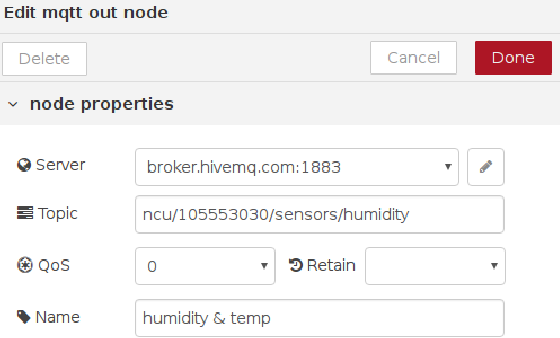 Edit mqtt out node
Delete Cancel Done
node properties
Server broker.hivemq.com:1883
Topic ncu/105553030/sensors/humidity
QoS 0 Retain
Name humidity & temp